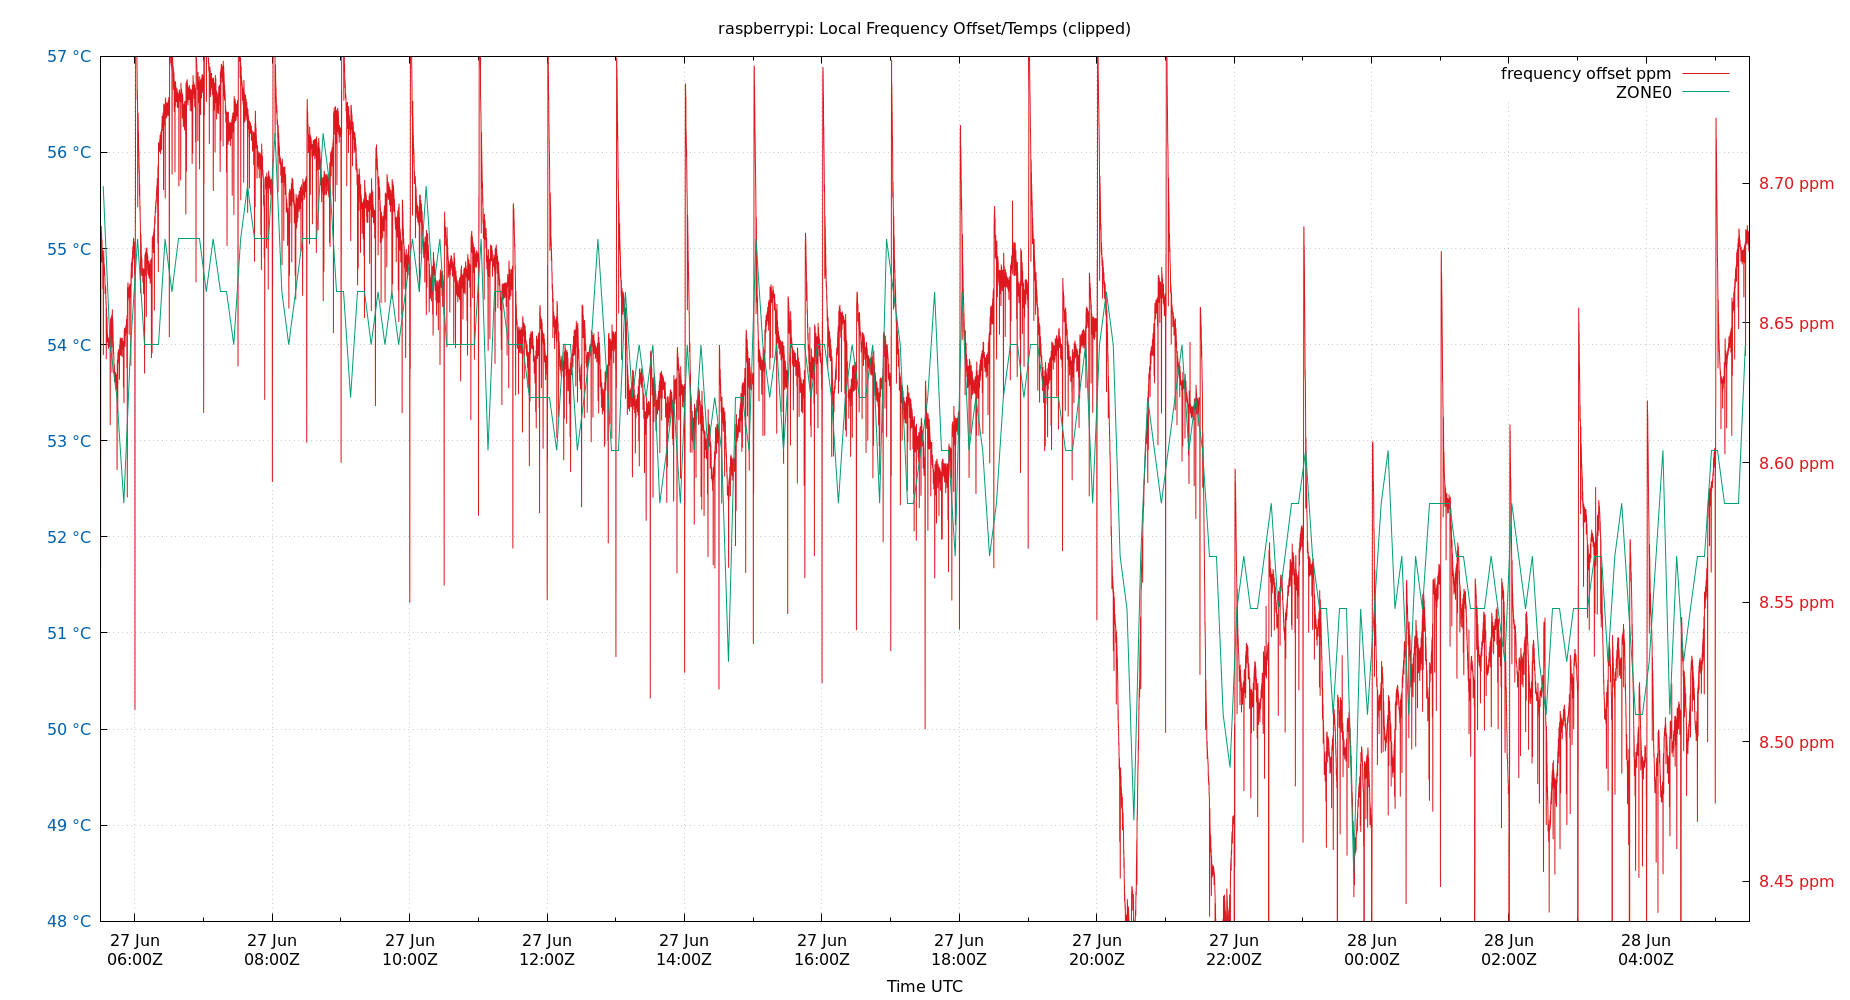 raspberrypi: Local Frequency Offset/Temps (clipped)
57 °C
56 °C
55 °C
54 °C
53 °C
52 °C
51 °C
50 °C
49 °C
48 °C
frequency offset ppm
ZONE0
8.70 ppm
8.65 ppm
8.60 ppm
8.55 ppm
8.50 ppm
8.45 ppm
27 Jun 27 Jun 27 Jun 27 Jun 27 Jun 27 Jun 27 Jun 27 Jun 27 Jun 28 Jun 28 Jun 28 Jun
06:00Z 08:00Z 10:00Z 12:00Z 14:00Z 16:00Z 18:00Z 20:00Z 22:00Z 00:00Z 02:00Z 04:00Z
Time UTC